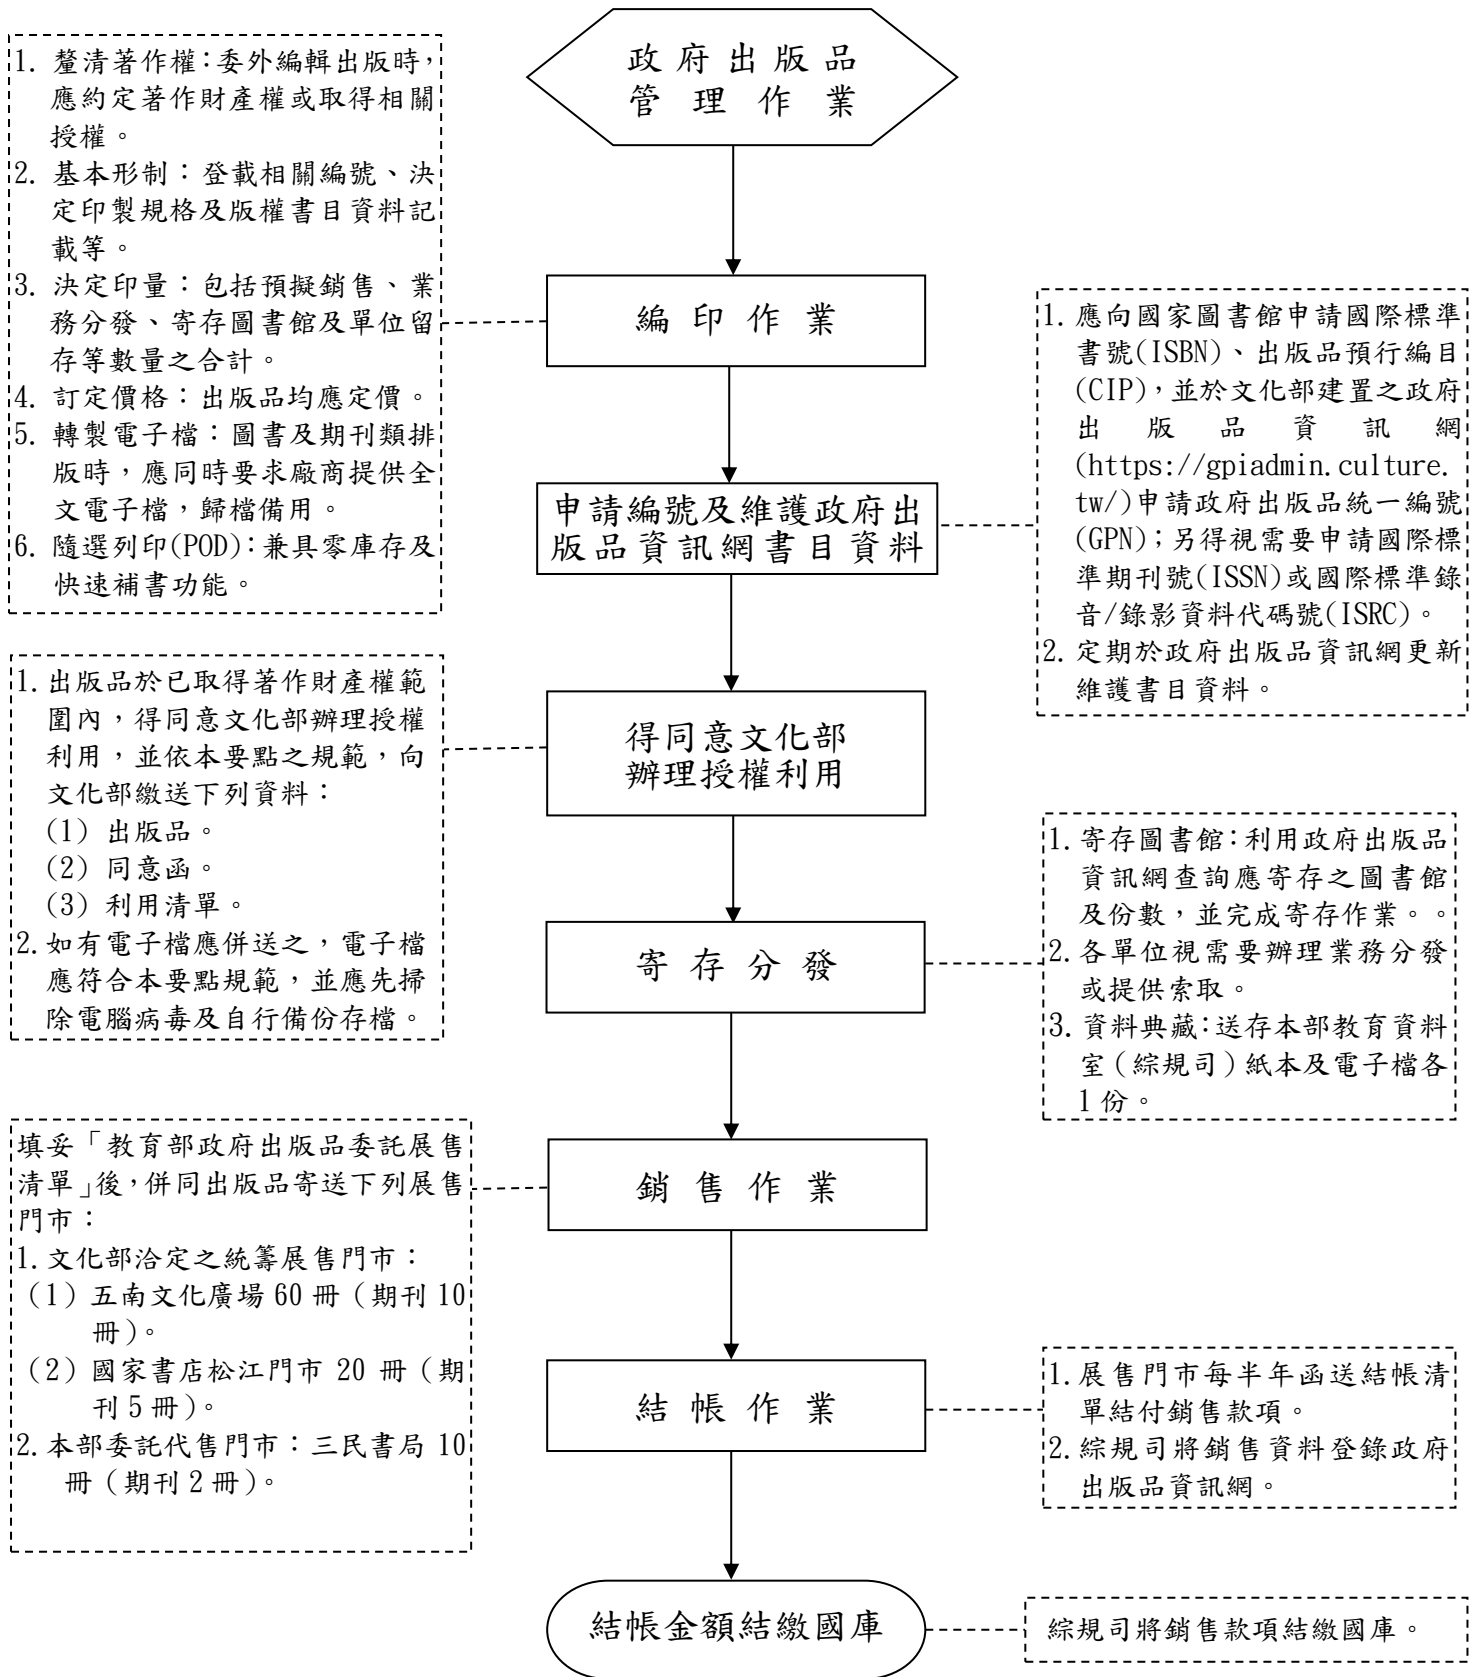 政府出版品
管理作業
1. 釐清著作權:委外編輯出版時,
應約定著作財產權或取得相關
授權。
2. 基本形制:登載相關編號、決
定印製規格及版權書目資料記
載等。
3. 決定印量:包括預擬銷售、業
務分發、寄存圖書館及單位留
存等數量之合計。
4. 訂定價格:出版品均應定價。
5. 轉製電子檔:圖書及期刊類排
版時,應同時要求廠商提供全
文電子檔,歸檔備用。
6. 隨選列印(POD):兼具零庫存及
快速補書功能。
編印作業
1. 應向國家圖書館申請國際標準
書號(ISBN)、出版品預行編目
(CIP),並於文化部建置之政府
出版品資訊網
(https://gpiadmin.culture.
tw/)申請政府出版品統一編號
(GPN);另得視需要申請國際標
準期刊號(ISSN)或國際標準錄
音/錄影資料代碼號(ISRC)。
2. 定期於政府出版品資訊網更新
維護書目資料。
申請編號及維護政府出
版品資訊網書目資料
1. 出版品於已取得著作財產權範
圍內,得同意文化部辦理授權
利用,並依本要點之規範,向
文化部繳送下列資料:
(1) 出版品。
(2) 同意函。
(3) 利用清單。
2. 如有電子檔應併送之,電子檔
應符合本要點規範,並應先掃
除電腦病毒及自行備份存檔。
得同意文化部
辦理授權利用
1. 寄存圖書館:利用政府出版品
資訊網查詢應寄存之圖書館
及份數,並完成寄存作業。。
2. 各單位視需要辦理業務分發
或提供索取。
3. 資料典藏:送存本部教育資料
室(綜規司)紙本及電子檔各
1 份。
寄存分發
填妥「教育部政府出版品委託展售
清單」後,併同出版品寄送下列展售
門市:
1. 文化部洽定之統籌展售門市:
(1) 五南文化廣場 60 冊(期刊 10
冊)。
(2) 國家書店松江門市 20 冊(期
刊 5 冊)。
2. 本部委託代售門市:三民書局 10
冊(期刊 2 冊)。
銷售作業
結帳作業
1. 展售門市每半年函送結帳清
單結付銷售款項。
2. 綜規司將銷售資料登錄政府
出版品資訊網。
結帳金額結繳國庫
綜規司將銷售款項結繳國庫。